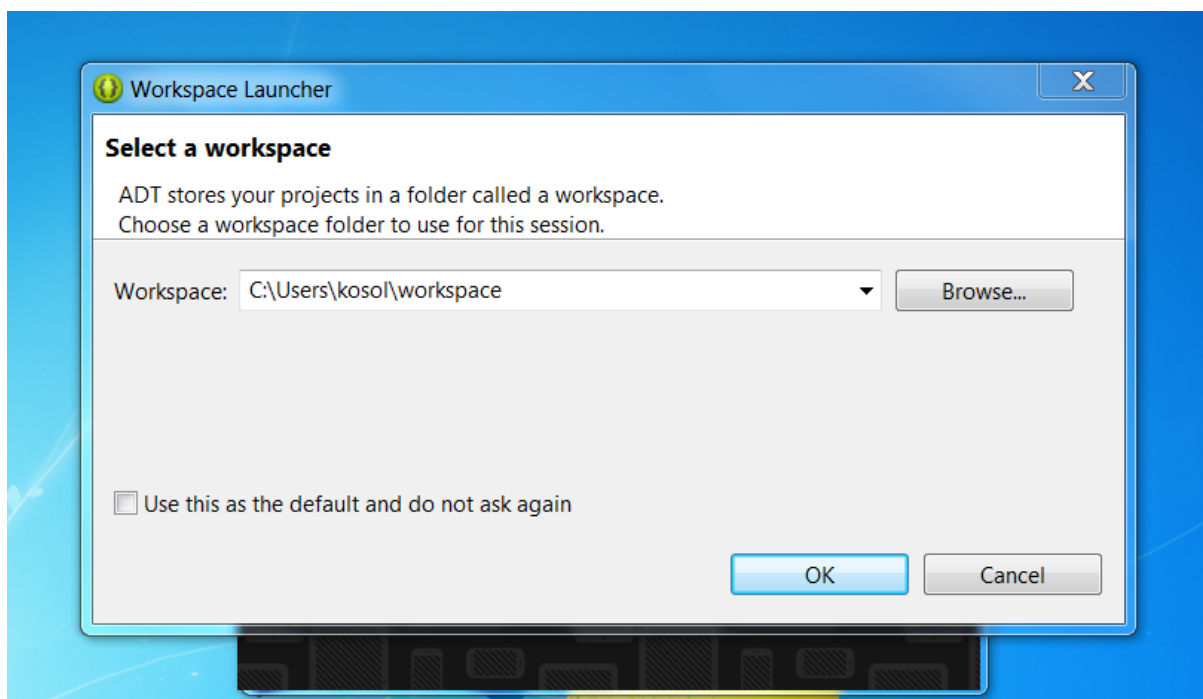 Workspace Launcher
Select a workspace
ADT stores your projects in a folder called a workspace.
Choose a workspace folder to use for this session.
Workspace: C:\Users\kosol\workspace Browse...
Use this as the default and do not ask again
OK Cancel